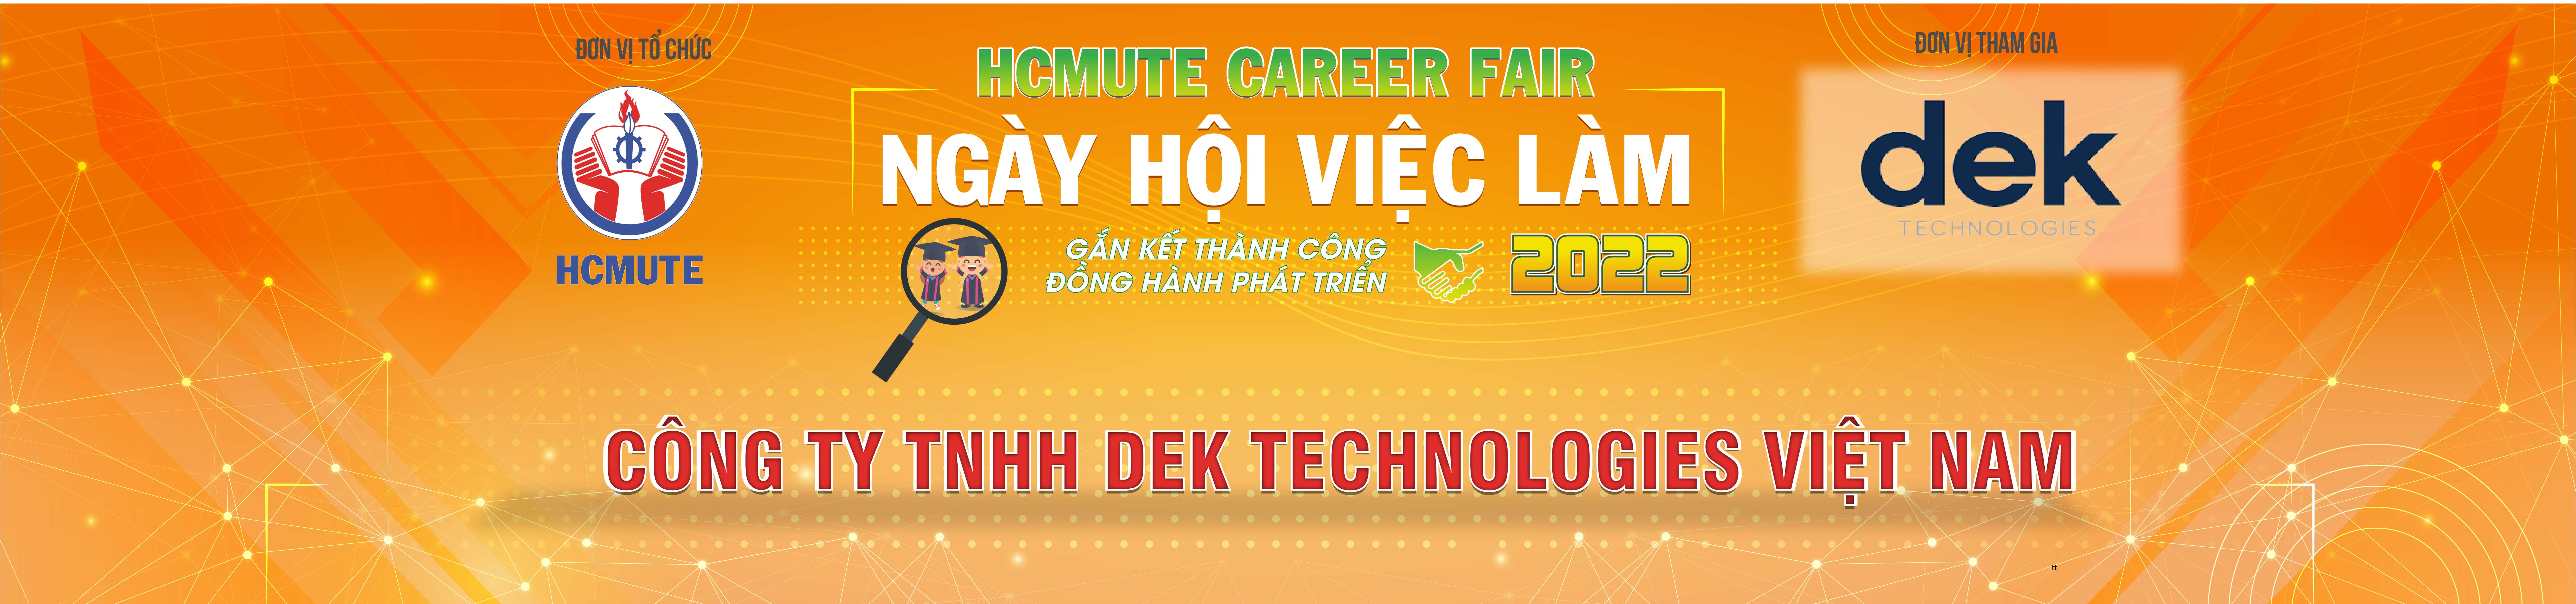 ĐƠN VỊ TỔ CHỨC
HCMUTE
HCMUTE CAREER FAIR
NGÀY HỘI VIỆC LÀM
GẮN KẾT THÀNH CÔNG
ĐỒNG HÀNH PHÁT TRIỂN
2022
ĐƠN VỊ THAM GIA
dek
TECHNOLOGIES
CÔNG TY TNHH DEK TECHNOLOGIES VIỆT NAM
tt